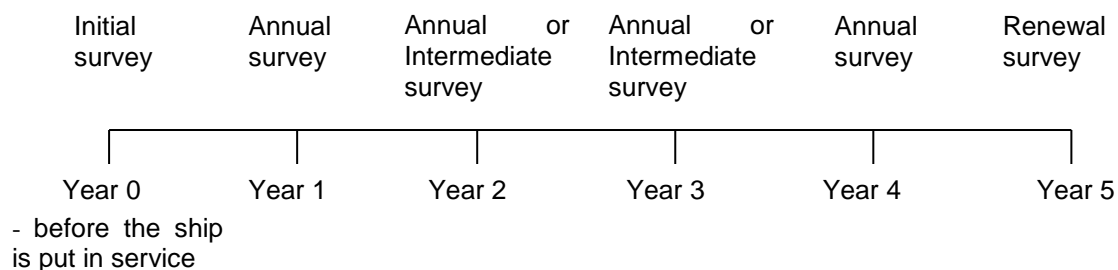 Initial survey
Annual survey
Annual or Intermediate survey
Annual or Intermediate survey
Annual survey
Renewal survey
Year 0
Year 1
Year 2
Year 3
Year 4
Year 5
- before the ship
is put in service